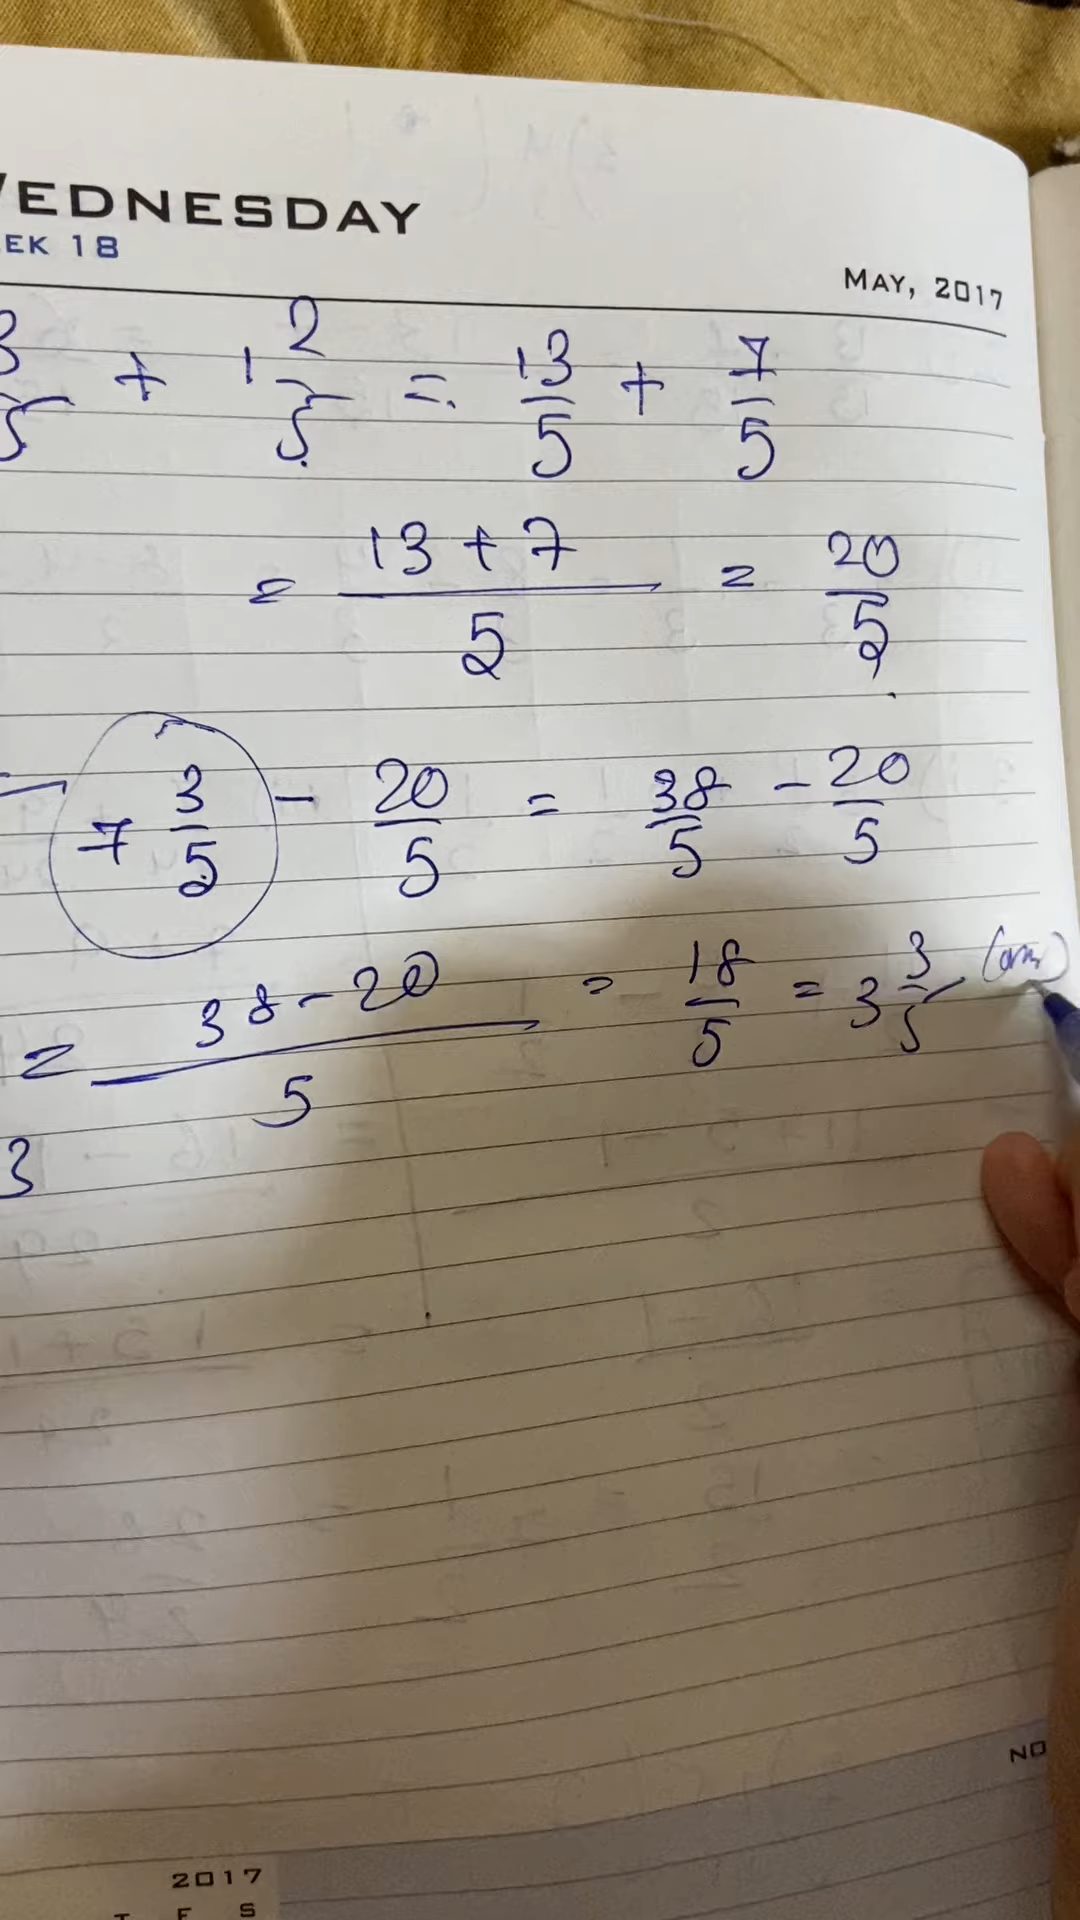 WEDNESDAY
EEK 18
MAY, 2017
3/5 + 1 2/5 = 13/5 + 7/5
= (13 + 7)/5 = 20/5
7 3/5 - 20/5 = 38/5 - 20/5
= (38 - 20)/5 = 18/5 = 3 3/5 (ans)
3
NO
2017
T F S